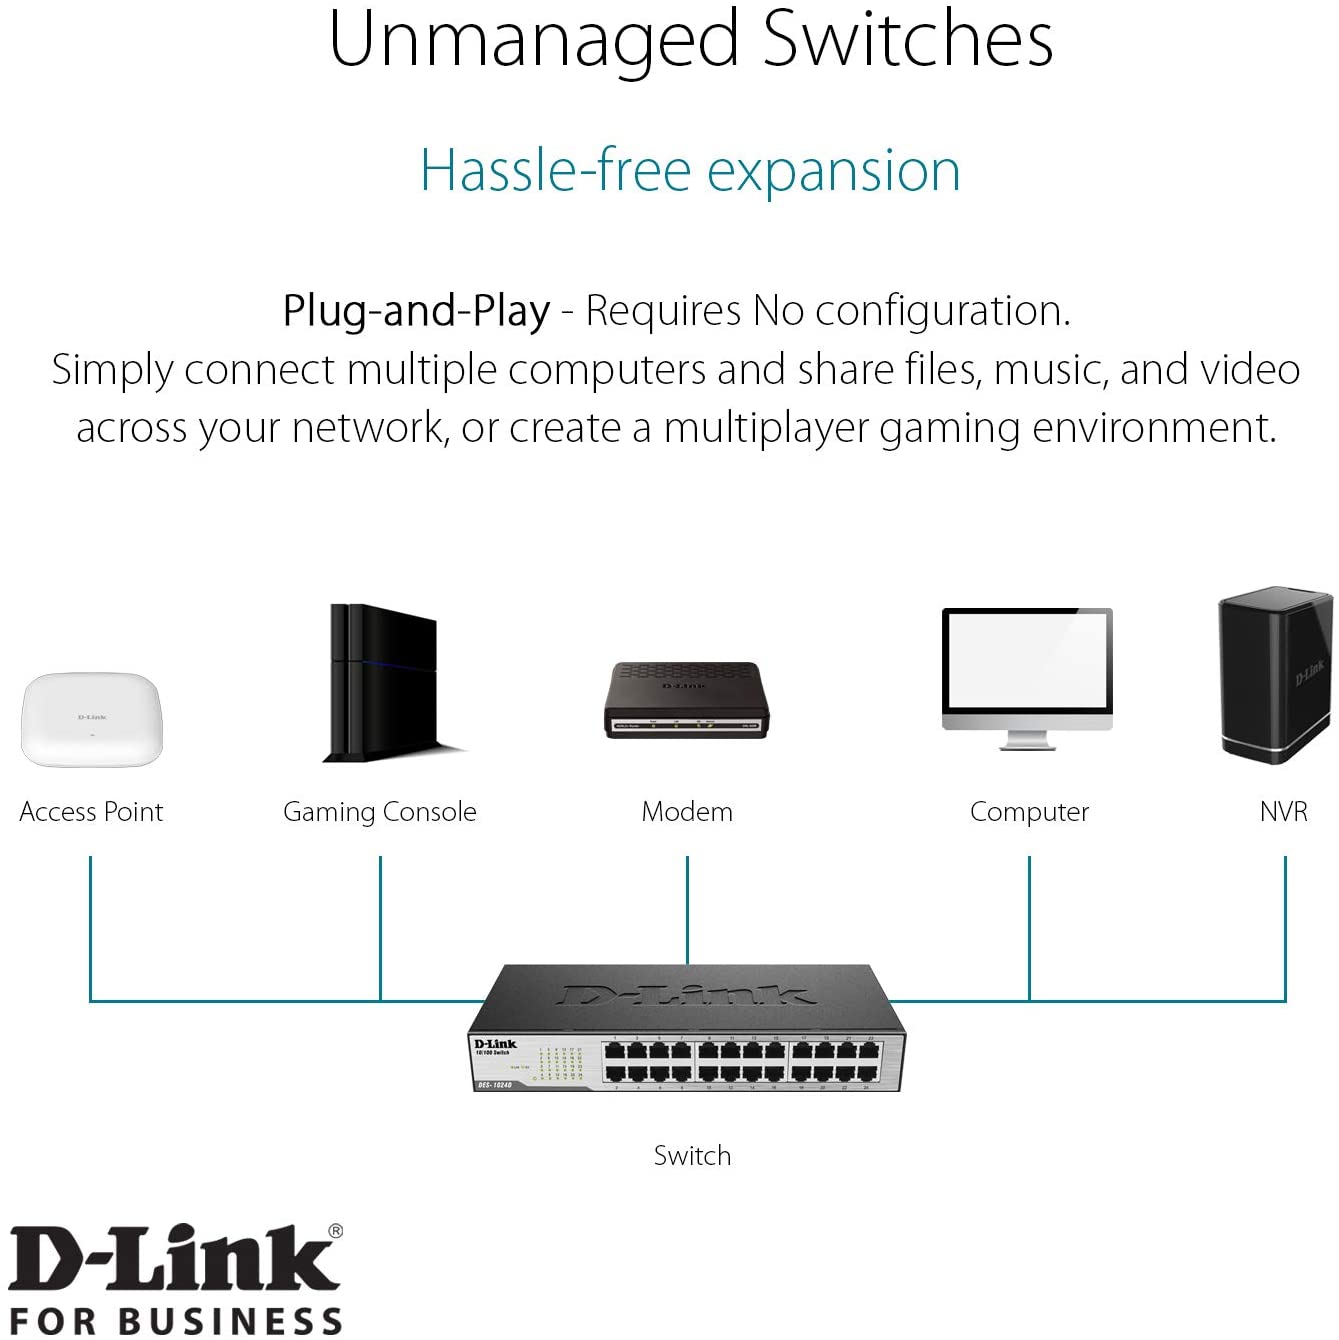 Unmanaged Switches
Hassle-free expansion
Plug-and-Play - Requires No configuration.
Simply connect multiple computers and share files, music, and video
across your network, or create a multiplayer gaming environment.
D-Link
D-Link
D-Link
Access Point
Gaming Console
Modem
Computer
NVR
D-Link
D-Link
10/100 Switch
DES-1024D
Switch
D-Link®
FOR BUSINESS